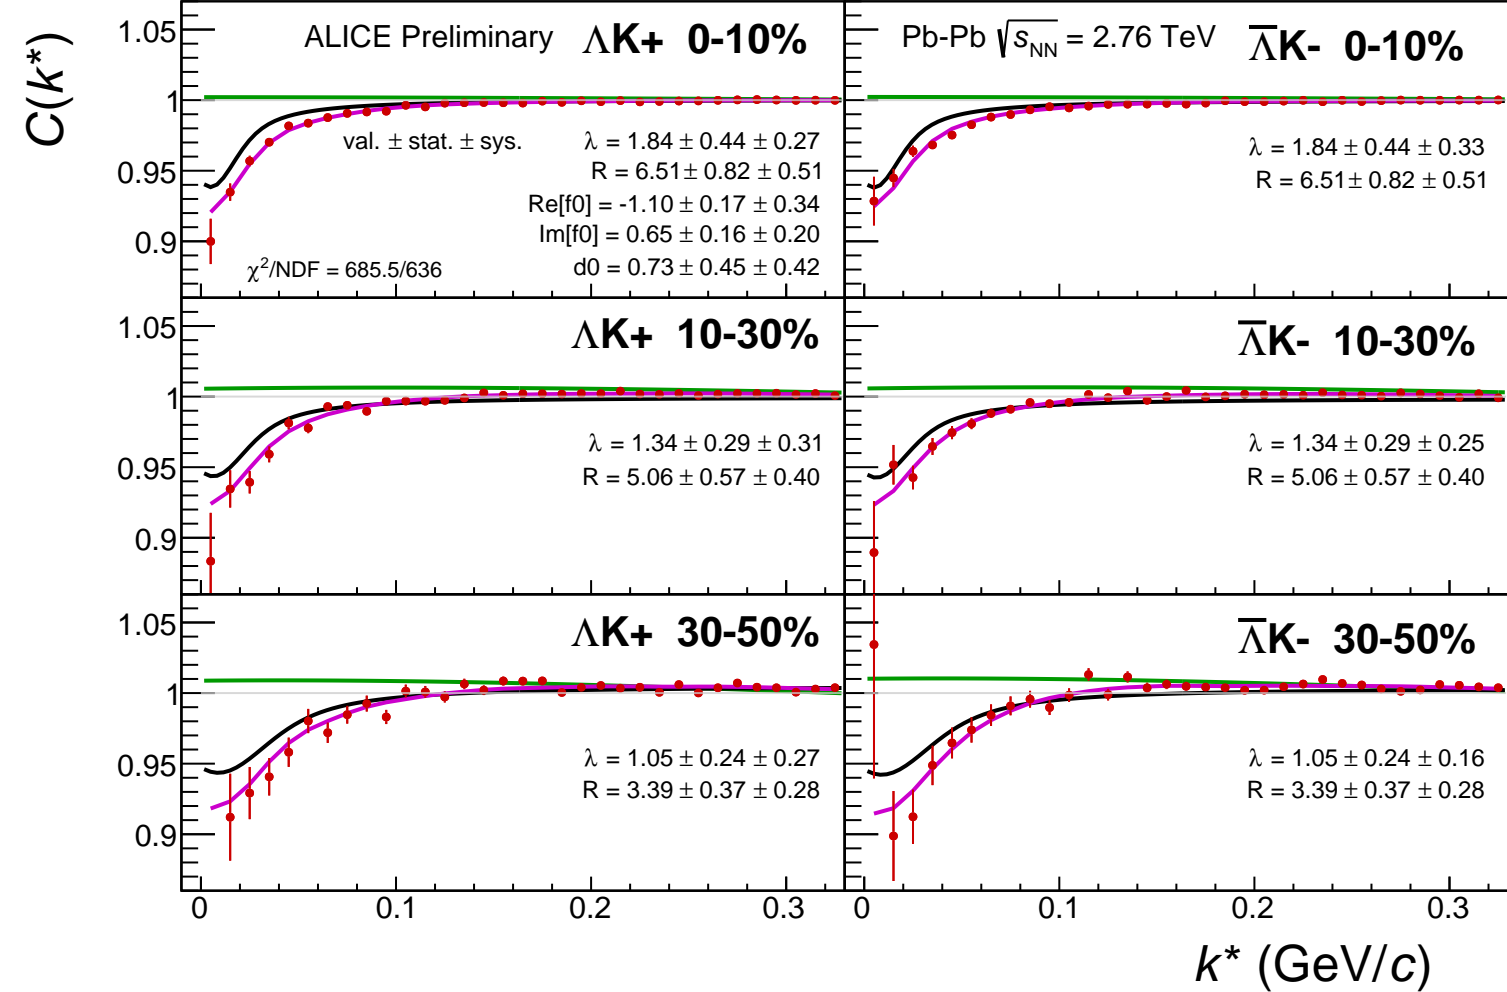 C(k*)
ALICE Preliminary ΛK+ 0-10%
1.05
1
0.95
0.9
val. ± stat. ± sys.
λ = 1.84 ± 0.44 ± 0.27
R = 6.51± 0.82 ± 0.51
Re[f0] = -1.10 ± 0.17 ± 0.34
Im[f0] = 0.65 ± 0.16 ± 0.20
d0 = 0.73 ± 0.45 ± 0.42
χ²/NDF = 685.5/636
Pb-Pb √sNN = 2.76 TeV Λ̅K- 0-10%
λ = 1.84 ± 0.44 ± 0.33
R = 6.51± 0.82 ± 0.51
ΛK+ 10-30%
1.05
1
0.95
0.9
λ = 1.34 ± 0.29 ± 0.31
R = 5.06 ± 0.57 ± 0.40
Λ̅K- 10-30%
λ = 1.34 ± 0.29 ± 0.25
R = 5.06 ± 0.57 ± 0.40
ΛK+ 30-50%
1.05
1
0.95
0.9
λ = 1.05 ± 0.24 ± 0.27
R = 3.39 ± 0.37 ± 0.28
Λ̅K- 30-50%
λ = 1.05 ± 0.24 ± 0.16
R = 3.39 ± 0.37 ± 0.28
0 0.1 0.2 0.3
0 0.1 0.2 0.3
k* (GeV/c)